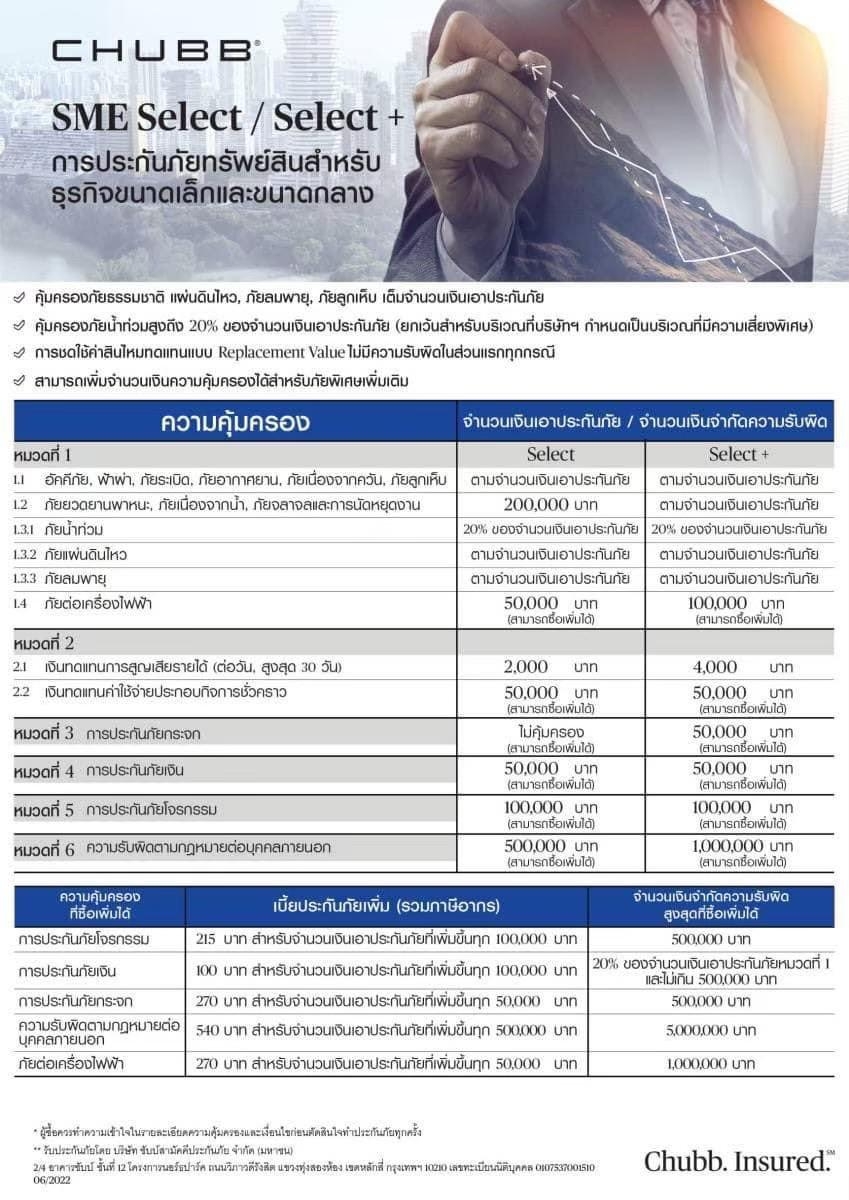 CHUBB®
SME Select / Select +
การประกันภัยทรัพย์สินสำหรับ
ธุรกิจขนาดเล็กและขนาดกลาง
คุ้มครองภัยธรรมชาติ แผ่นดินไหว, ภัยลมพายุ, ภัยลูกเห็บ เต็มจำนวนเงินเอาประกันภัย
คุ้มครองภัยน้ำท่วมสูงถึง 20% ของจำนวนเงินเอาประกันภัย (ยกเว้นสำหรับบริเวณที่บริษัทฯ กำหนดเป็นบริเวณที่มีความเสี่ยงพิเศษ)
การชดใช้ค่าสินไหมทดแทนแบบ Replacement Value ไม่มีความรับผิดในส่วนแรกทุกกรณี
สามารถเพิ่มจำนวนเงินความคุ้มครองได้สำหรับภัยพิเศษเพิ่มเติม
ความคุ้มครอง จำนวนเงินเอาประกันภัย / จำนวนเงินจำกัดความรับผิด
หมวดที่ 1 Select Select +
1.1 อัคคีภัย, ฟ้าผ่า, ภัยระเบิด, ภัยอากาศยาน, ภัยเนื่องจากควัน, ภัยลูกเห็บ ตามจำนวนเงินเอาประกันภัย ตามจำนวนเงินเอาประกันภัย
1.2 ภัยยวดยานพาหนะ, ภัยเนื่องจากน้ำ, ภัยจลาจลและการนัดหยุดงาน 200,000 บาท ตามจำนวนเงินเอาประกันภัย
1.3.1 ภัยน้ำท่วม 20% ของจำนวนเงินเอาประกันภัย 20% ของจำนวนเงินเอาประกันภัย
1.3.2 ภัยแผ่นดินไหว ตามจำนวนเงินเอาประกันภัย ตามจำนวนเงินเอาประกันภัย
1.3.3 ภัยลมพายุ ตามจำนวนเงินเอาประกันภัย ตามจำนวนเงินเอาประกันภัย
1.4 ภัยต่อเครื่องไฟฟ้า 50,000 บาท 100,000 บาท
(สามารถซื้อเพิ่มได้) (สามารถซื้อเพิ่มได้)
หมวดที่ 2
2.1 เงินทดแทนการสูญเสียรายได้ (ต่อวัน, สูงสุด 30 วัน) 2,000 บาท 4,000 บาท
2.2 เงินทดแทนค่าใช้จ่ายประกอบกิจการชั่วคราว 50,000 บาท 50,000 บาท
(สามารถซื้อเพิ่มได้) (สามารถซื้อเพิ่มได้)
หมวดที่ 3 การประกันภัยกระจก ไม่คุ้มครอง 50,000 บาท
(สามารถซื้อเพิ่มได้) (สามารถซื้อเพิ่มได้)
หมวดที่ 4 การประกันภัยเงิน 50,000 บาท 50,000 บาท
(สามารถซื้อเพิ่มได้) (สามารถซื้อเพิ่มได้)
หมวดที่ 5 การประกันภัยโจรกรรม 100,000 บาท 100,000 บาท
(สามารถซื้อเพิ่มได้) (สามารถซื้อเพิ่มได้)
หมวดที่ 6 ความรับผิดตามกฎหมายต่อบุคคลภายนอก 500,000 บาท 1,000,000 บาท
(สามารถซื้อเพิ่มได้) (สามารถซื้อเพิ่มได้)
ความคุ้มครอง
ที่ซื้อเพิ่มได้ เบี้ยประกันภัยเพิ่ม (รวมภาษีอากร) จำนวนเงินจำกัดความรับผิด
สูงสุดที่ซื้อเพิ่มได้
การประกันภัยโจรกรรม 215 บาท สำหรับจำนวนเงินเอาประกันภัยที่เพิ่มขึ้นทุก 100,000 บาท 500,000 บาท
การประกันภัยเงิน 100 บาท สำหรับจำนวนเงินเอาประกันภัยที่เพิ่มขึ้นทุก 100,000 บาท 20% ของจำนวนเงินเอาประกันภัยหมวดที่ 1
และไม่เกิน 500,000 บาท
การประกันภัยกระจก 270 บาท สำหรับจำนวนเงินเอาประกันภัยที่เพิ่มขึ้นทุก 50,000 บาท 500,000 บาท
ความรับผิดตามกฎหมายต่อ
บุคคลภายนอก 540 บาท สำหรับจำนวนเงินเอาประกันภัยที่เพิ่มขึ้นทุก 500,000 บาท 5,000,000 บาท
ภัยต่อเครื่องไฟฟ้า 270 บาท สำหรับจำนวนเงินเอาประกันภัยที่เพิ่มขึ้นทุก 50,000 บาท 1,000,000 บาท
* ผู้ซื้อควรทำความเข้าใจในรายละเอียดความคุ้มครองและเงื่อนไขก่อนตัดสินใจทำประกันภัยทุกครั้ง
** รับประกันภัยโดย บริษัท ชับบ์สามัคคีประกันภัย จำกัด (มหาชน)
2/4 อาคารชับบ์ ชั้นที่ 12 โครงการนอร์ธปาร์ค ถนนวิภาวดีรังสิต แขวงทุ่งสองห้อง เขตหลักสี่ กรุงเทพฯ 10210 เลขทะเบียนนิติบุคคล 0107537001510
06/2022
Chubb. Insured.℠